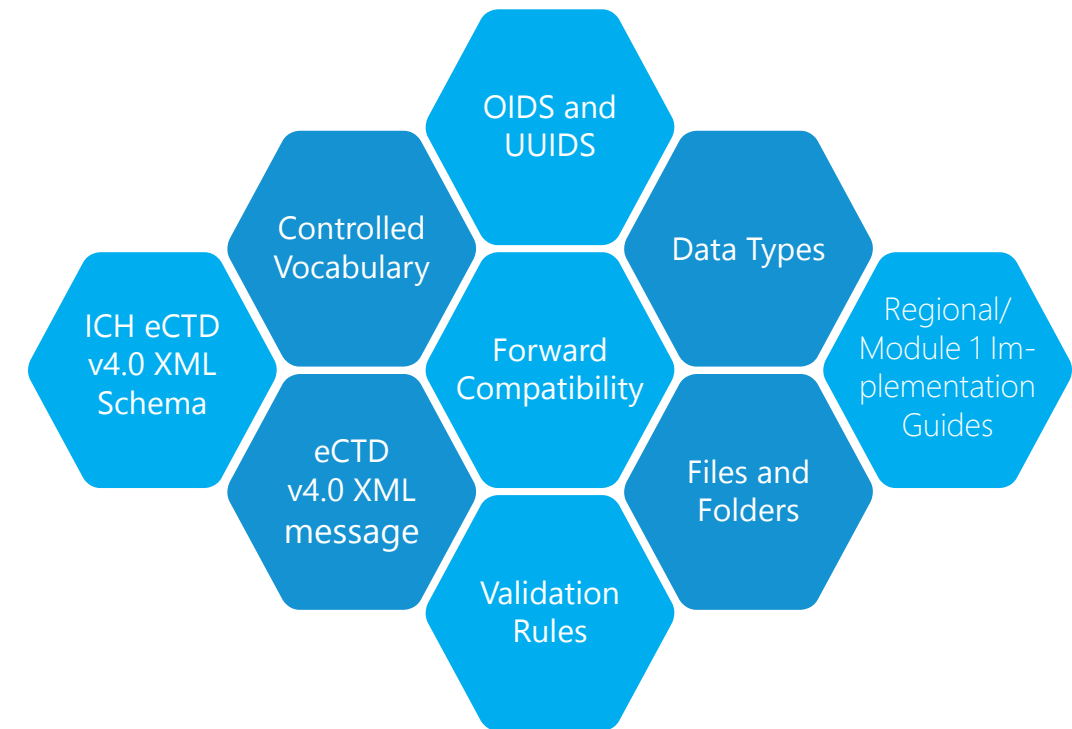 OIDS and
UUIDS
Controlled
Vocabulary
Data Types
ICH eCTD
v4.0 XML
Schema
Forward
Compatibility
Regional/
Module 1 Im-
plementation
Guides
eCTD
v4.0 XML
message
Files and
Folders
Validation
Rules